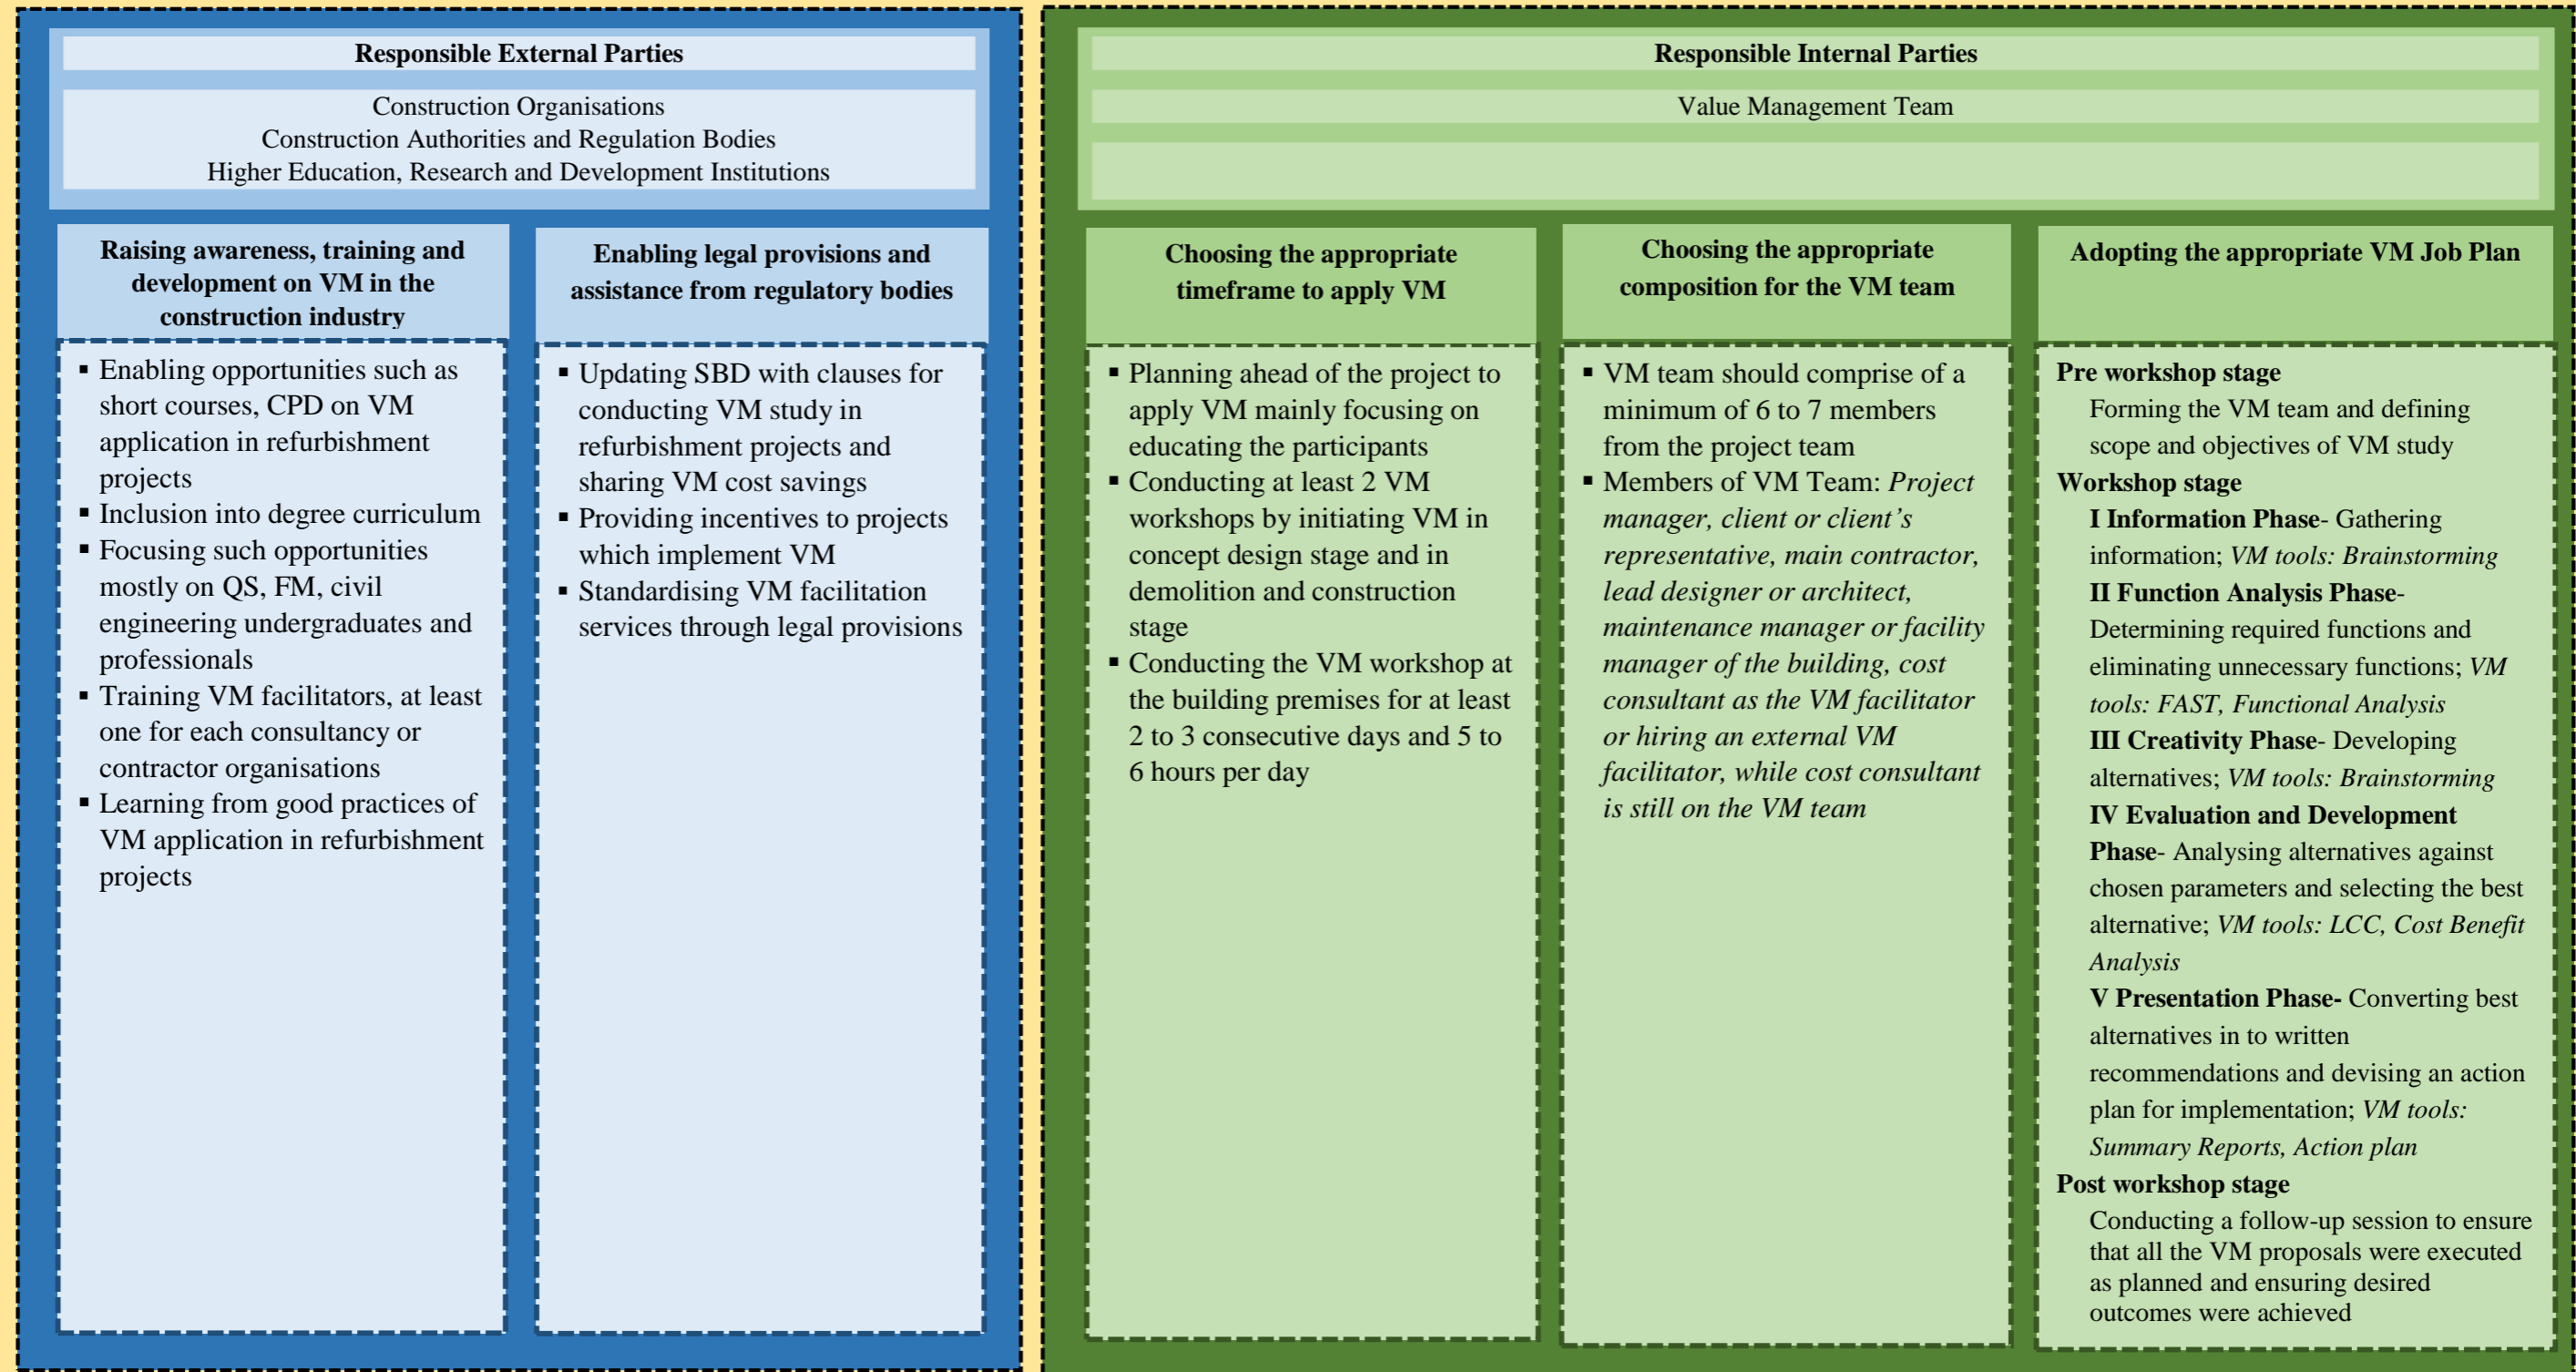 Responsible External Parties
Construction Organisations
Construction Authorities and Regulation Bodies
Higher Education, Research and Development Institutions
Raising awareness, training and
development on VM in the
construction industry
▪ Enabling opportunities such as
short courses, CPD on VM
application in refurbishment
projects
▪ Inclusion into degree curriculum
▪ Focusing such opportunities
mostly on QS, FM, civil
engineering undergraduates and
professionals
▪ Training VM facilitators, at least
one for each consultancy or
contractor organisations
▪ Learning from good practices of
VM application in refurbishment
projects
Enabling legal provisions and
assistance from regulatory bodies
▪ Updating SBD with clauses for
conducting VM study in
refurbishment projects and
sharing VM cost savings
▪ Providing incentives to projects
which implement VM
▪ Standardising VM facilitation
services through legal provisions
Responsible Internal Parties
Value Management Team
Choosing the appropriate
timeframe to apply VM
▪ Planning ahead of the project to
apply VM mainly focusing on
educating the participants
▪ Conducting at least 2 VM
workshops by initiating VM in
concept design stage and in
demolition and construction
stage
▪ Conducting the VM workshop at
the building premises for at least
2 to 3 consecutive days and 5 to
6 hours per day
Choosing the appropriate
composition for the VM team
▪ VM team should comprise of a
minimum of 6 to 7 members
from the project team
▪ Members of VM Team: Project
manager, client or client’s
representative, main contractor,
lead designer or architect,
maintenance manager or facility
manager of the building, cost
consultant as the VM facilitator
or hiring an external VM
facilitator, while cost consultant
is still on the VM team
Adopting the appropriate VM Job Plan
Pre workshop stage
Forming the VM team and defining
scope and objectives of VM study
Workshop stage
I Information Phase- Gathering
information; VM tools: Brainstorming
II Function Analysis Phase-
Determining required functions and
eliminating unnecessary functions; VM
tools: FAST, Functional Analysis
III Creativity Phase- Developing
alternatives; VM tools: Brainstorming
IV Evaluation and Development
Phase- Analysing alternatives against
chosen parameters and selecting the best
alternative; VM tools: LCC, Cost Benefit
Analysis
V Presentation Phase- Converting best
alternatives in to written
recommendations and devising an action
plan for implementation; VM tools:
Summary Reports, Action plan
Post workshop stage
Conducting a follow-up session to ensure
that all the VM proposals were executed
as planned and ensuring desired
outcomes were achieved